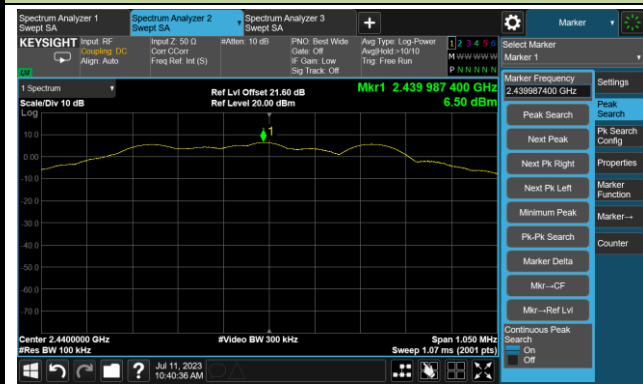 Spectrum Analyzer 1
Swept SA
Spectrum Analyzer 2
Swept SA
Spectrum Analyzer 3
Swept SA
+
Marker
KEYSIGHT
Input: RF
Coupling: DC
Align: Auto
Input Z: 50 Ω
Corr CCorr
Freq Ref: Int (S)
#Atten: 10 dB
PNO: Best Wide
Gate: Off
IF Gain: Low
Sig Track: Off
Avg Type: Log-Power
Avg|Hold:>10/10
Trig: Free Run
1 2 3 4 5 6
M W W W W W
P N N N N N
Select Marker
Marker 1
1 Spectrum
Scale/Div 10 dB
Ref Lvl Offset 21.60 dB
Ref Level 20.00 dBm
Mkr1 2.439 987 400 GHz
6.50 dBm
Log
1
10.0
0.00
-10.0
-20.0
-30.0
-40.0
-50.0
-60.0
-70.0
Center 2.4400000 GHz
#Res BW 100 kHz
#Video BW 300 kHz
Span 1.050 MHz
Sweep 1.07 ms (2001 pts)
Marker Frequency
2.439987400 GHz
Peak Search
Next Peak
Next Pk Right
Next Pk Left
Minimum Peak
Pk-Pk Search
Marker Delta
Mkr→CF
Mkr→Ref Lvl
Continuous Peak
Search
On
Off
Settings
Peak
Search
Pk Search
Config
Properties
Marker
Function
Marker→
Counter
?
Jul 11, 2023
10:40:36 AM